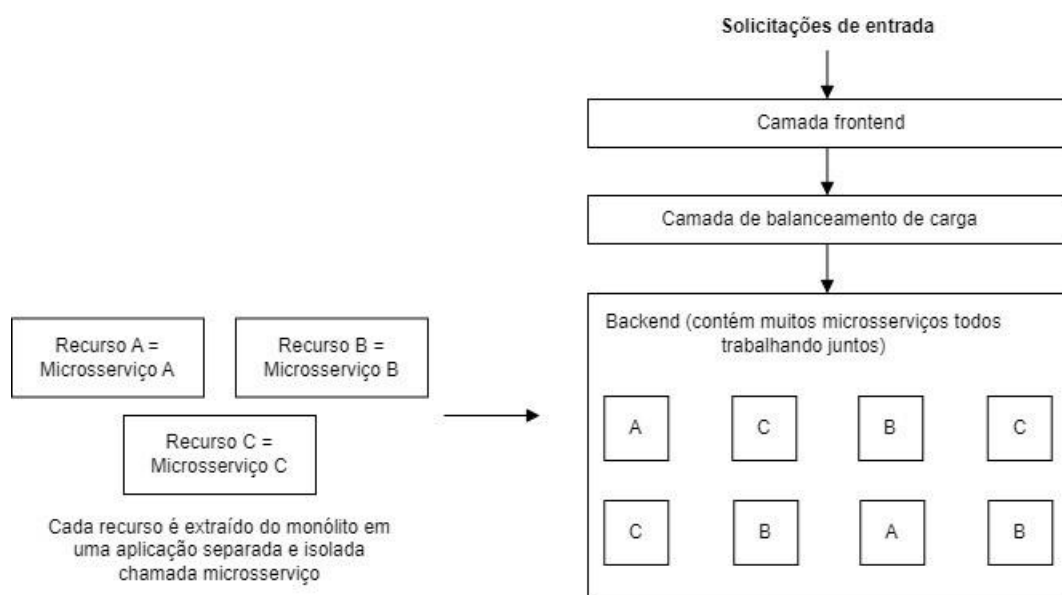 Solicitações de entrada
Camada frontend
Camada de balanceamento de carga
Recurso A =
Microsserviço A
Recurso B =
Microsserviço B
Recurso C =
Microsserviço C
Cada recurso é extraído do monólito em
uma aplicação separada e isolada
chamada microsserviço
Backend (contém muitos microsserviços todos
trabalhando juntos)
A C B C
C B A B